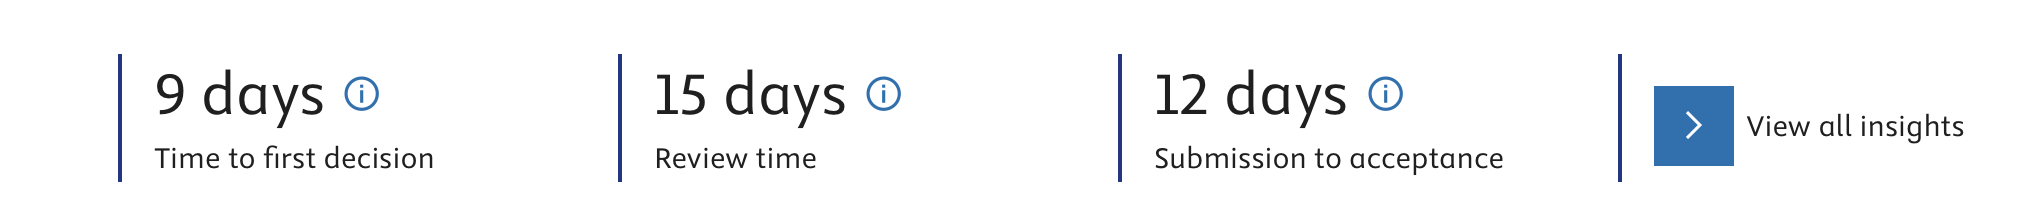 9 days
Time to first decision
15 days
Review time
12 days
Submission to acceptance
View all insights